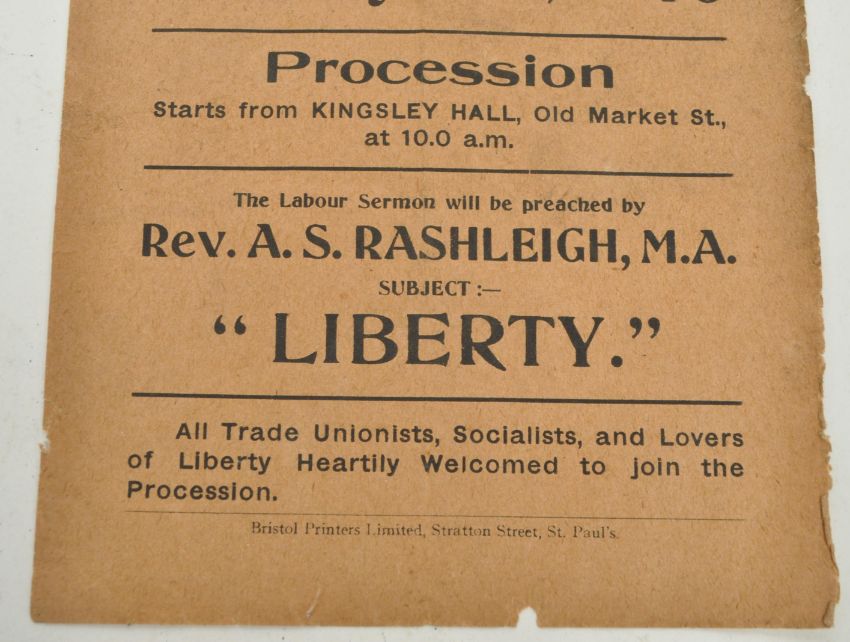 Procession
Starts from KINGSLEY HALL, Old Market St.,
at 10.0 a.m.
The Labour Sermon will be preached by
Rev. A. S. RASHLEIGH, M.A.
SUBJECT :—
“ LIBERTY.”
All Trade Unionists, Socialists, and Lovers
of Liberty Heartily Welcomed to join the
Procession.
Bristol Printers Limited, Stratton Street, St. Paul's.